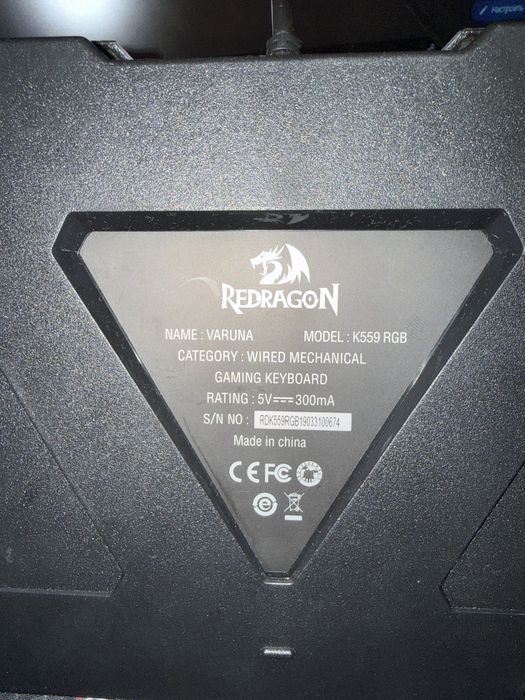 Настроить
REDRAGON
NAME : VARUNA MODEL : K559 RGB
CATEGORY : WIRED MECHANICAL
GAMING KEYBOARD
RATING : 5V⎓300mA
S/N NO : RDK559RGB19033100674
Made in china
CE FC